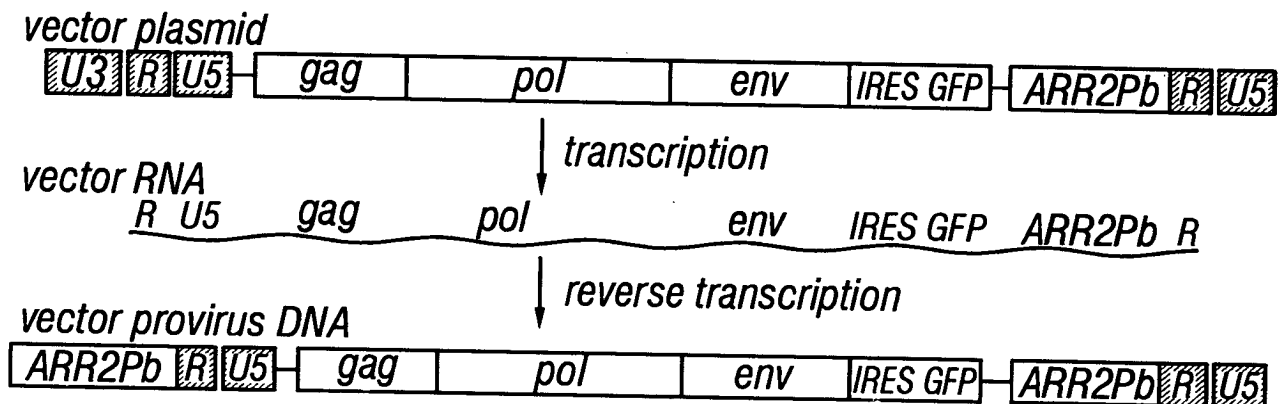 vector plasmid
U3 R U5 gag pol env IRES GFP ARR2Pb R U5
transcription
vector RNA
R U5 gag pol env IRES GFP ARR2Pb R
reverse transcription
vector provirus DNA
ARR2Pb R U5 gag pol env IRES GFP ARR2Pb R U5